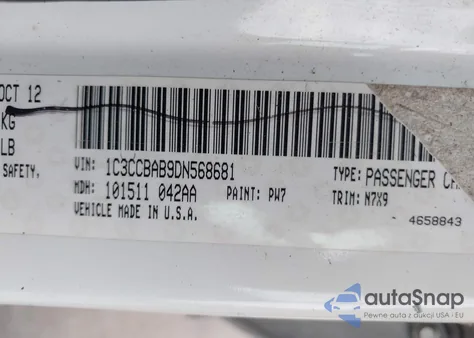 OCT 12
KG
LB
SAFETY,
VIN: 1C3CCBAB9DN568681
TYPE: PASSENGER
MDH: 101511 042AA PAINT: PW7 TRIM: N7X9
VEHICLE MADE IN U.S.A.
4658843
autoSnap
Pewne auta z dukcji USA - EU